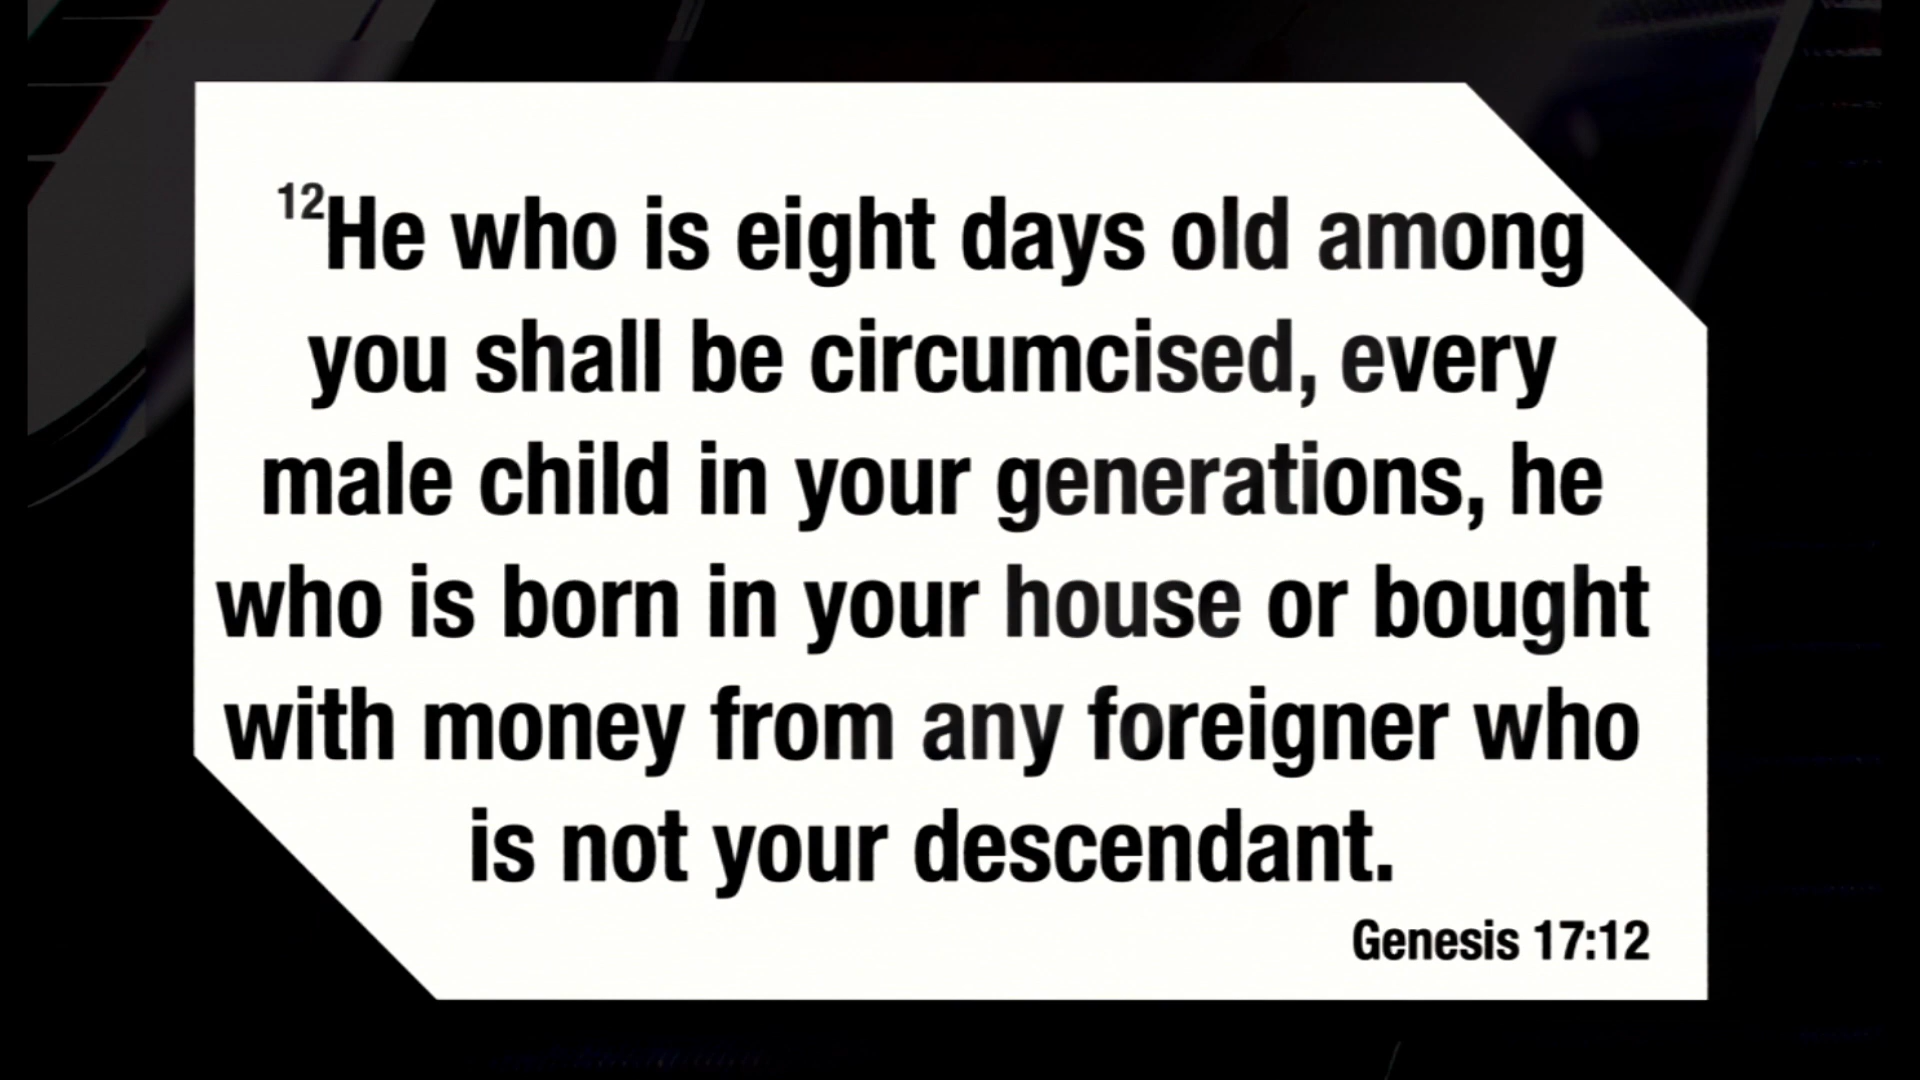 12He who is eight days old among
you shall be circumcised, every
male child in your generations, he
who is born in your house or bought
with money from any foreigner who
is not your descendant.
Genesis 17:12